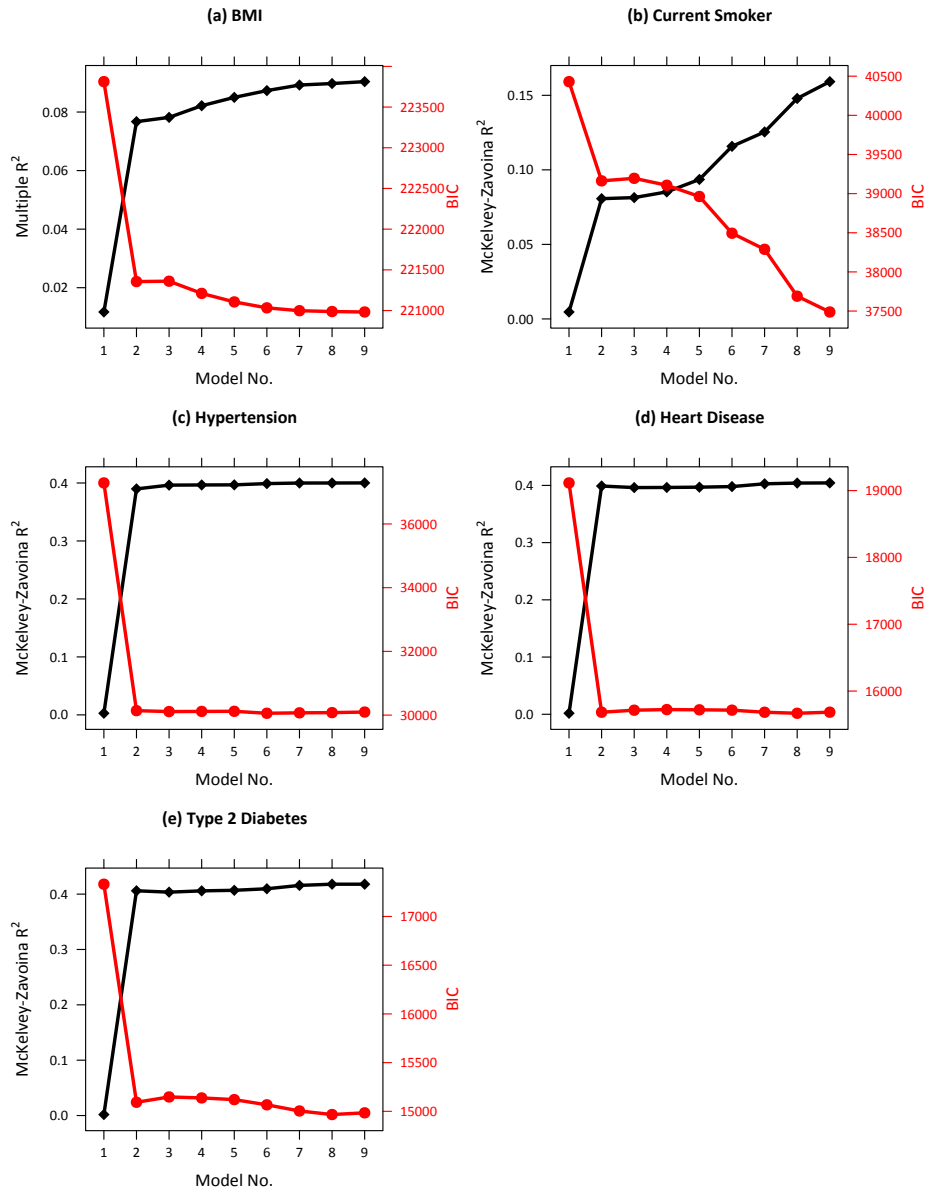 (a) BMI
Multiple R²
0.08
0.06
0.04
0.02
223500
223000
222500
222000
221500
221000
BIC
1 2 3 4 5 6 7 8 9
Model No.
(b) Current Smoker
McKelvey-Zavoina R²
0.15
0.10
0.05
0.00
40500
40000
39500
39000
38500
38000
37500
BIC
1 2 3 4 5 6 7 8 9
Model No.
(c) Hypertension
McKelvey-Zavoina R²
0.4
0.3
0.2
0.1
0.0
36000
34000
32000
30000
BIC
1 2 3 4 5 6 7 8 9
Model No.
(d) Heart Disease
McKelvey-Zavoina R²
0.4
0.3
0.2
0.1
0.0
19000
18000
17000
16000
BIC
1 2 3 4 5 6 7 8 9
Model No.
(e) Type 2 Diabetes
McKelvey-Zavoina R²
0.4
0.3
0.2
0.1
0.0
17000
16500
16000
15500
15000
BIC
1 2 3 4 5 6 7 8 9
Model No.